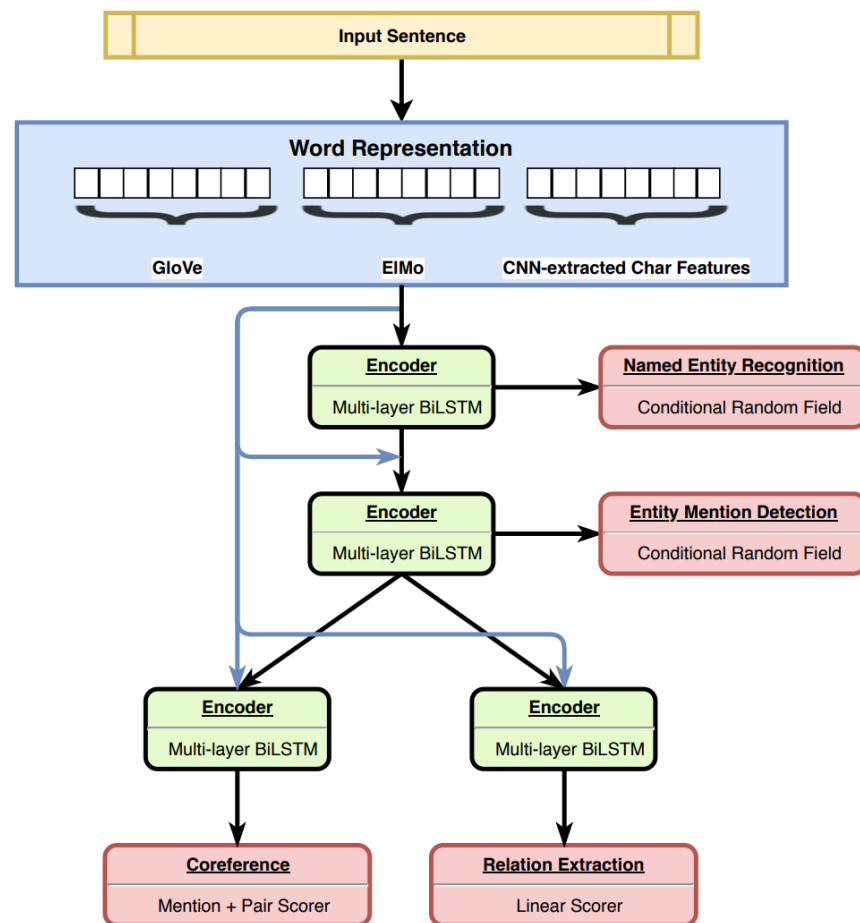 Input Sentence
Word Representation
GloVe
ElMo
CNN-extracted Char Features
Encoder
Multi-layer BiLSTM
Named Entity Recognition
Conditional Random Field
Encoder
Multi-layer BiLSTM
Entity Mention Detection
Conditional Random Field
Encoder
Multi-layer BiLSTM
Encoder
Multi-layer BiLSTM
Coreference
Mention + Pair Scorer
Relation Extraction
Linear Scorer